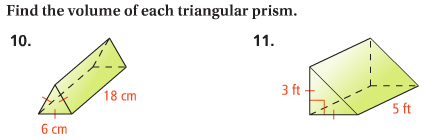 Find the volume of each triangular prism.
10.
18 cm
6 cm
11.
3 ft
5 ft